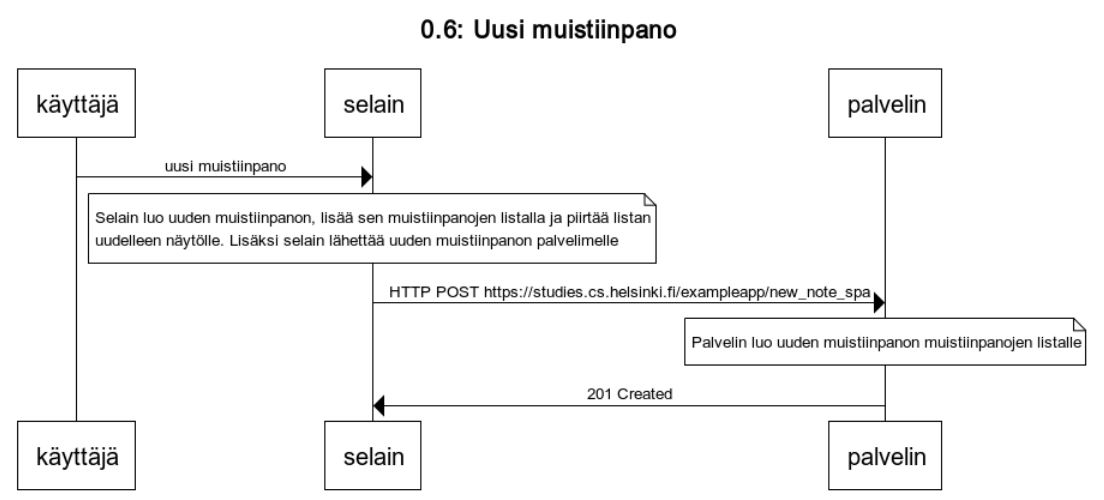 0.6: Uusi muistiinpano
käyttäjä
selain
palvelin
uusi muistiinpano
Selain luo uuden muistiinpanon, lisää sen muistiinpanojen listalla ja piirtää listan
uudelleen näytölle. Lisäksi selain lähettää uuden muistiinpanon palvelimelle
HTTP POST https://studies.cs.helsinki.fi/exampleapp/new_note_spa
Palvelin luo uuden muistiinpanon muistiinpanojen listalle
201 Created
käyttäjä
selain
palvelin